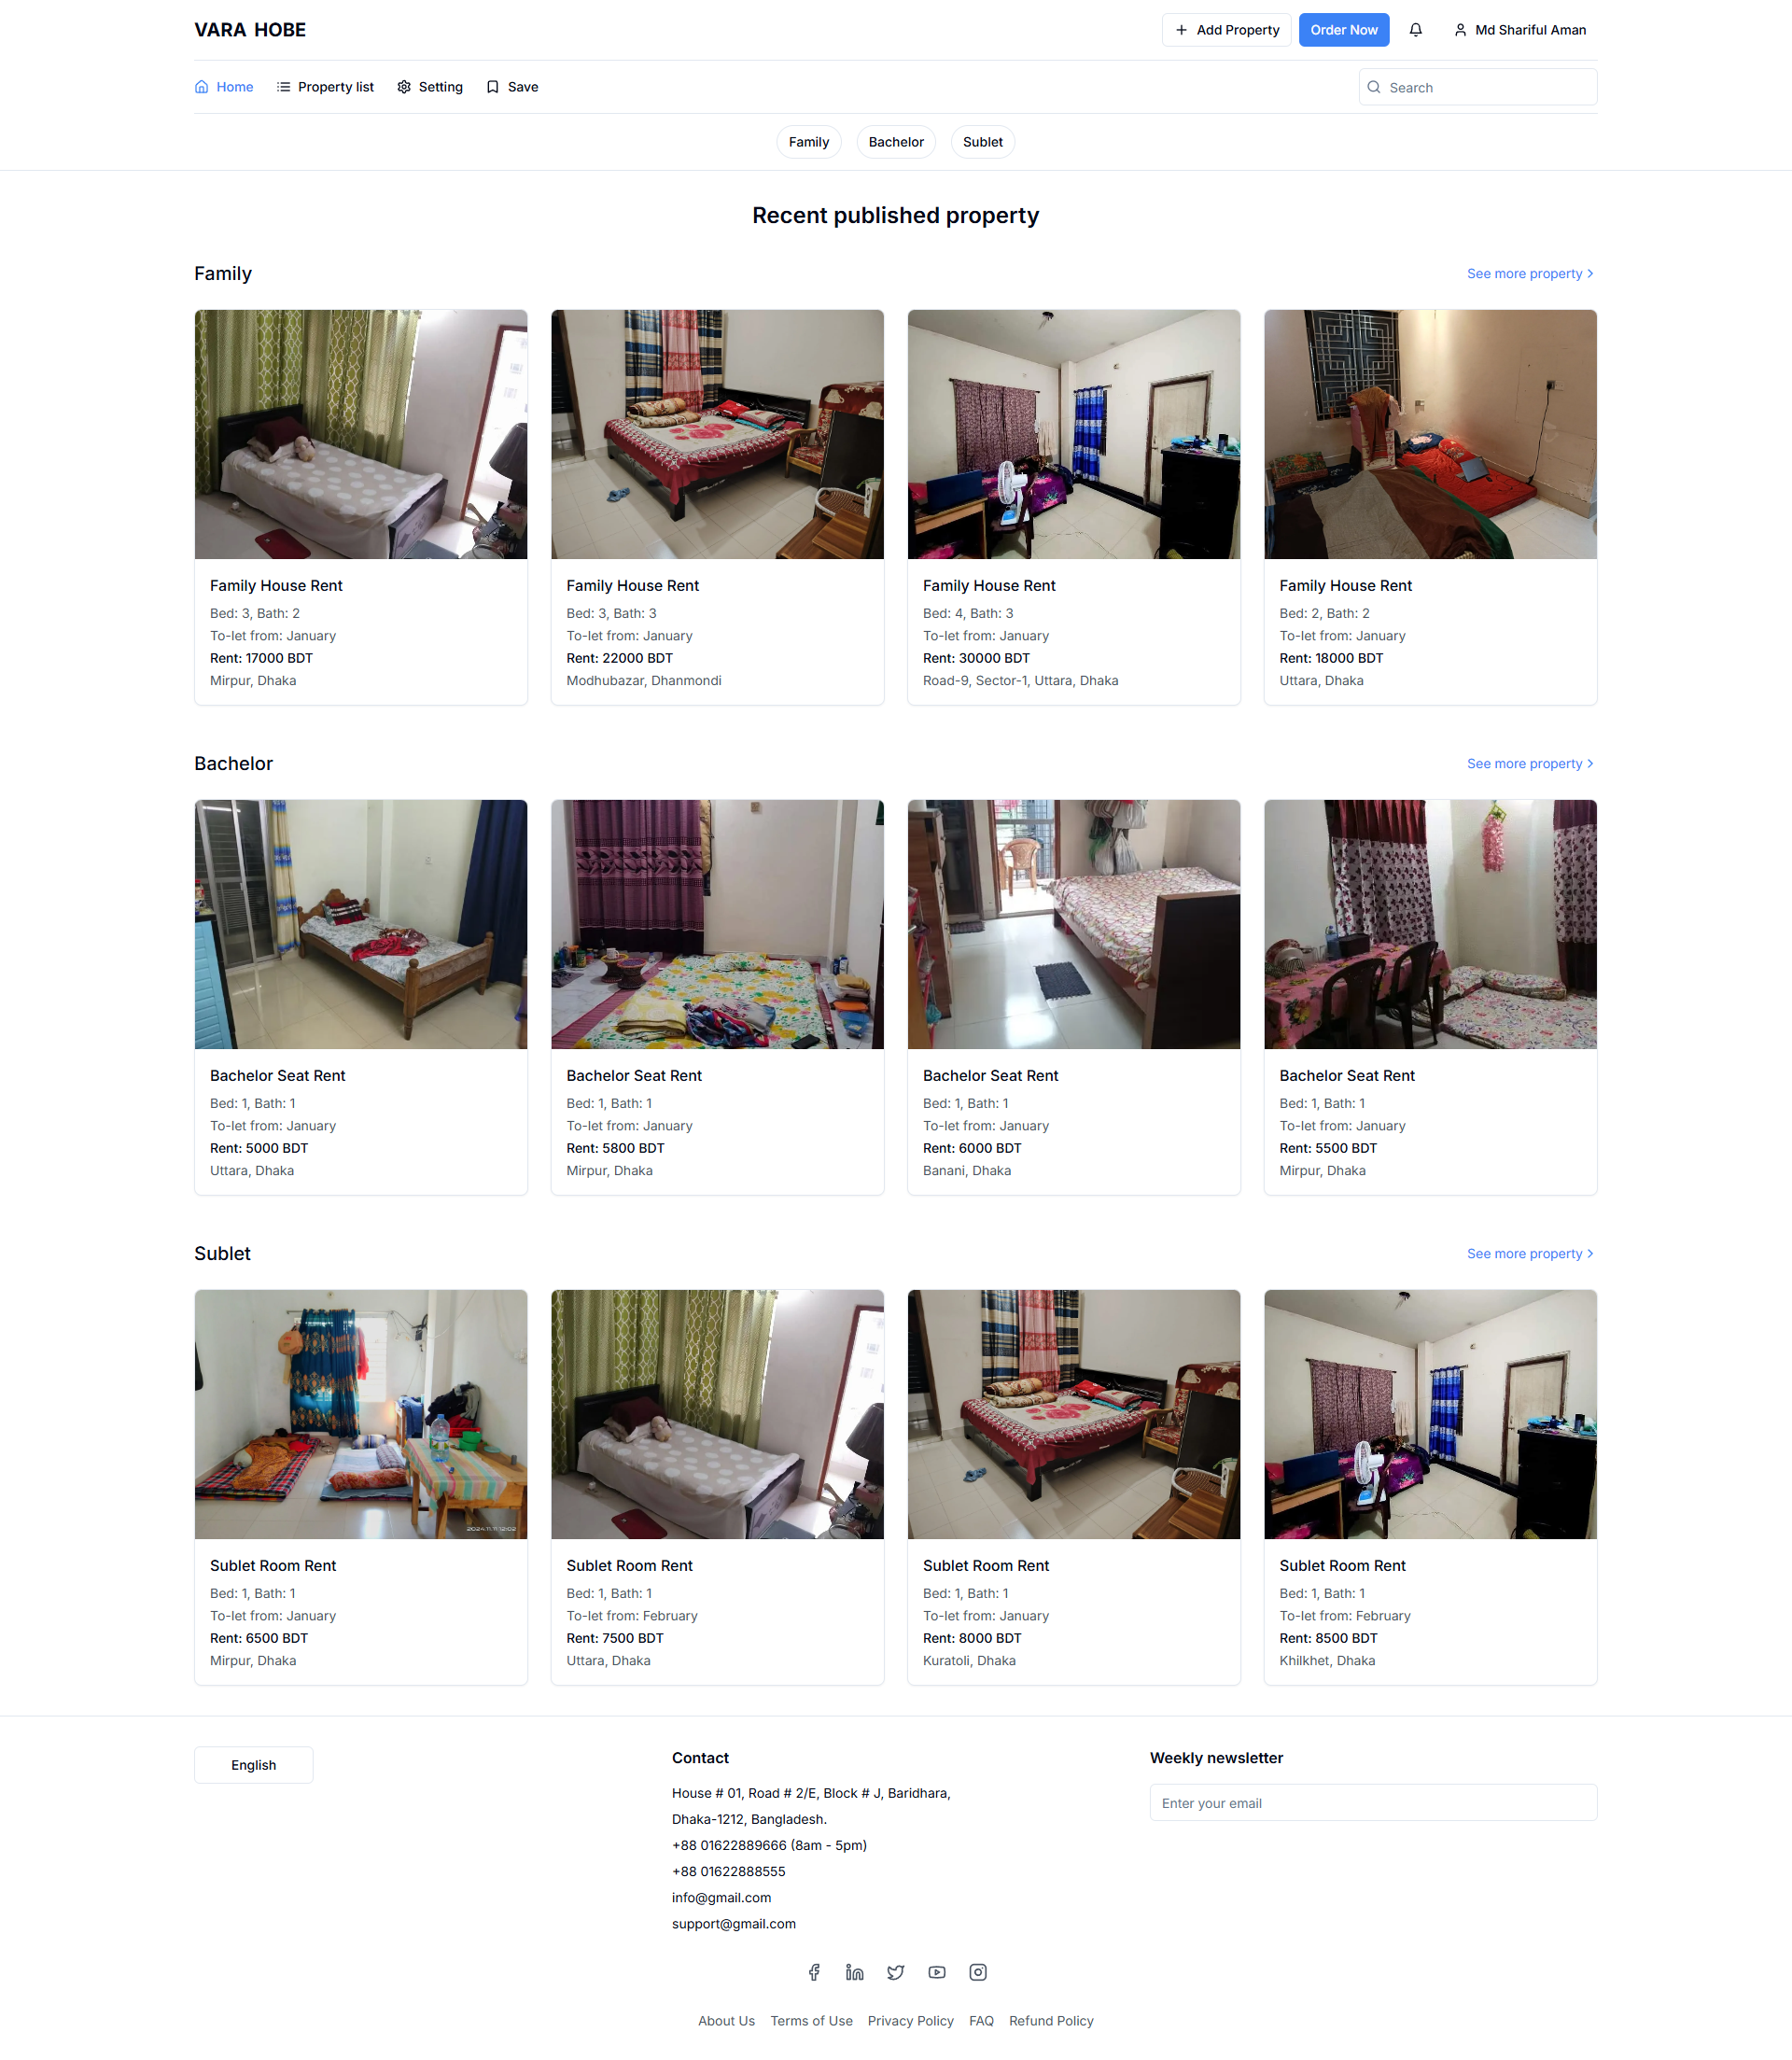 VARA HOBE
Add Property
Order Now
Md Shariful Aman
Home
Property list
Setting
Save
Search
Family
Bachelor
Sublet
Recent published property
Family
See more property
Family House Rent
Bed: 3, Bath: 2
To-let from: January
Rent: 17000 BDT
Mirpur, Dhaka
Family House Rent
Bed: 3, Bath: 3
To-let from: January
Rent: 22000 BDT
Modhubazar, Dhanmondi
Family House Rent
Bed: 4, Bath: 3
To-let from: January
Rent: 30000 BDT
Road-9, Sector-1, Uttara, Dhaka
Family House Rent
Bed: 2, Bath: 2
To-let from: January
Rent: 18000 BDT
Uttara, Dhaka
Bachelor
See more property
Bachelor Seat Rent
Bed: 1, Bath: 1
To-let from: January
Rent: 5000 BDT
Uttara, Dhaka
Bachelor Seat Rent
Bed: 1, Bath: 1
To-let from: January
Rent: 5800 BDT
Mirpur, Dhaka
Bachelor Seat Rent
Bed: 1, Bath: 1
To-let from: January
Rent: 6000 BDT
Banani, Dhaka
Bachelor Seat Rent
Bed: 1, Bath: 1
To-let from: January
Rent: 5500 BDT
Mirpur, Dhaka
Sublet
See more property
2024.11.11 12:02
Sublet Room Rent
Bed: 1, Bath: 1
To-let from: January
Rent: 6500 BDT
Mirpur, Dhaka
Sublet Room Rent
Bed: 1, Bath: 1
To-let from: February
Rent: 7500 BDT
Uttara, Dhaka
Sublet Room Rent
Bed: 1, Bath: 1
To-let from: January
Rent: 8000 BDT
Kuratoli, Dhaka
Sublet Room Rent
Bed: 1, Bath: 1
To-let from: February
Rent: 8500 BDT
Khilkhet, Dhaka
English
Contact
House # 01, Road # 2/E, Block # J, Baridhara,
Dhaka-1212, Bangladesh.
+88 01622889666 (8am - 5pm)
+88 01622888555
info@gmail.com
support@gmail.com
Weekly newsletter
Enter your email
About Us
Terms of Use
Privacy Policy
FAQ
Refund Policy